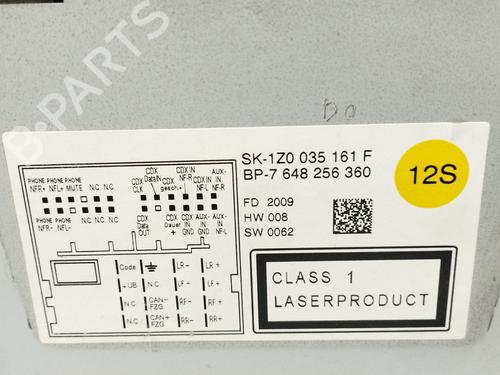 B-PARTS
Do
SK-1Z0 035 161 F
BP-7 648 256 360
12S
FD 2009
HW 008
SW 0062
CLASS 1
LASERPRODUCT
PHONE PHONE PHONE
NFR+ NFL+ MUTE N.C. N.C.
PHONE PHONE
NFR- NFL- N.C. N.C.
CDX CDX IN
DataIN NF-R
CDX CDX IN AUX-IN
CLK gesch+ NF-L NF-R
CDX CDX CDX AUX- AUX-
Data Dauer IN IN IN
OUT + GND GND NF-L
Code LR- LR+
+UB N.C. LF- LF+
N.C. CAN-FZG RF- RF+
N.C. CAN+FZG RR- RR+